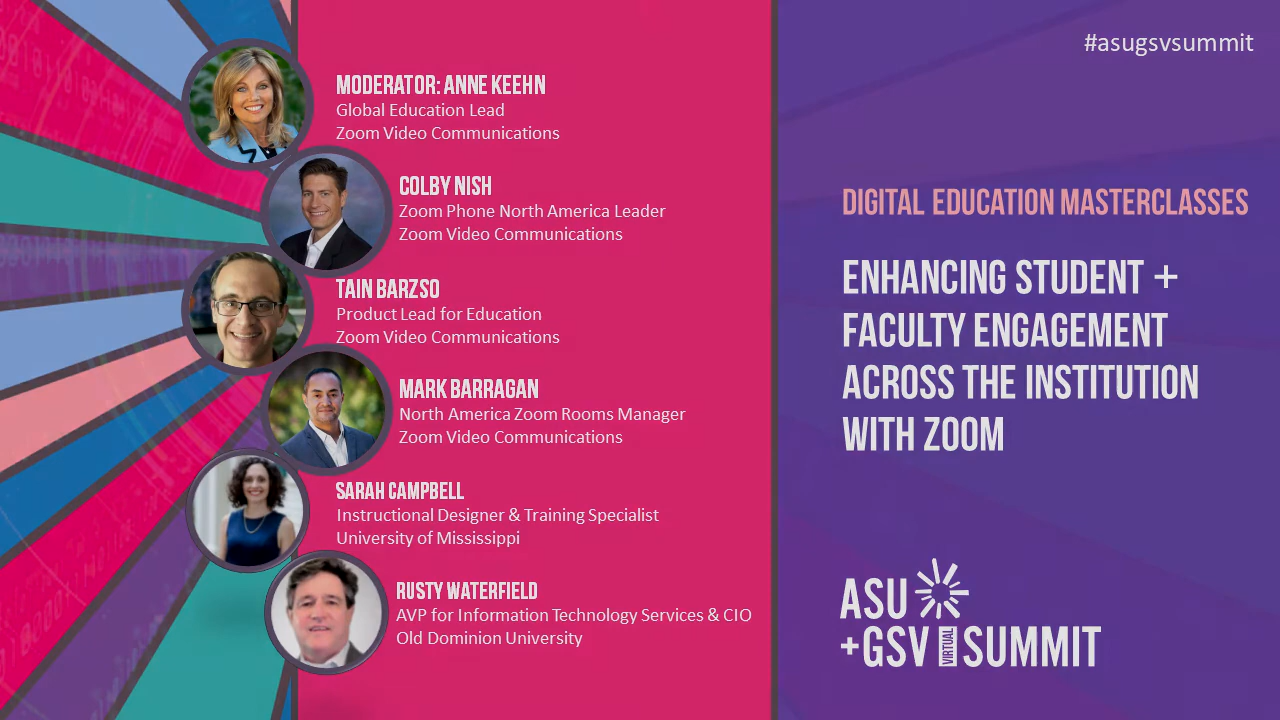 #asugsvsummit
MODERATOR: ANNE KEEHN
Global Education Lead
Zoom Video Communications
COLBY NISH
Zoom Phone North America Leader
Zoom Video Communications
TAIN BARZSO
Product Lead for Education
Zoom Video Communications
MARK BARRAGAN
North America Zoom Rooms Manager
Zoom Video Communications
SARAH CAMPBELL
Instructional Designer & Training Specialist
University of Mississippi
RUSTY WATERFIELD
AVP for Information Technology Services & CIO
Old Dominion University
DIGITAL EDUCATION MASTERCLASSES
ENHANCING STUDENT +
FACULTY ENGAGEMENT
ACROSS THE INSTITUTION
WITH ZOOM
ASU
+GSV VIRTUAL SUMMIT